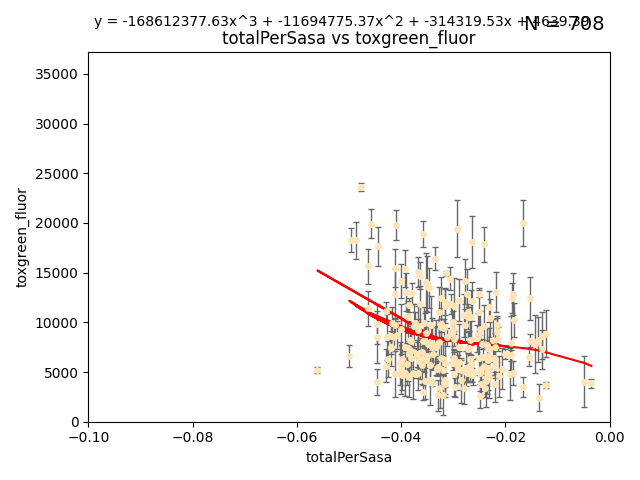 y = -168612377.63x^3 + -11694775.37x^2 + -314319.53x + 4639.39
N = 708
totalPerSasa vs toxgreen_fluor
35000
30000
25000
20000
15000
10000
5000
0
toxgreen_fluor
−0.10
−0.08
−0.06
−0.04
−0.02
0.00
totalPerSasa